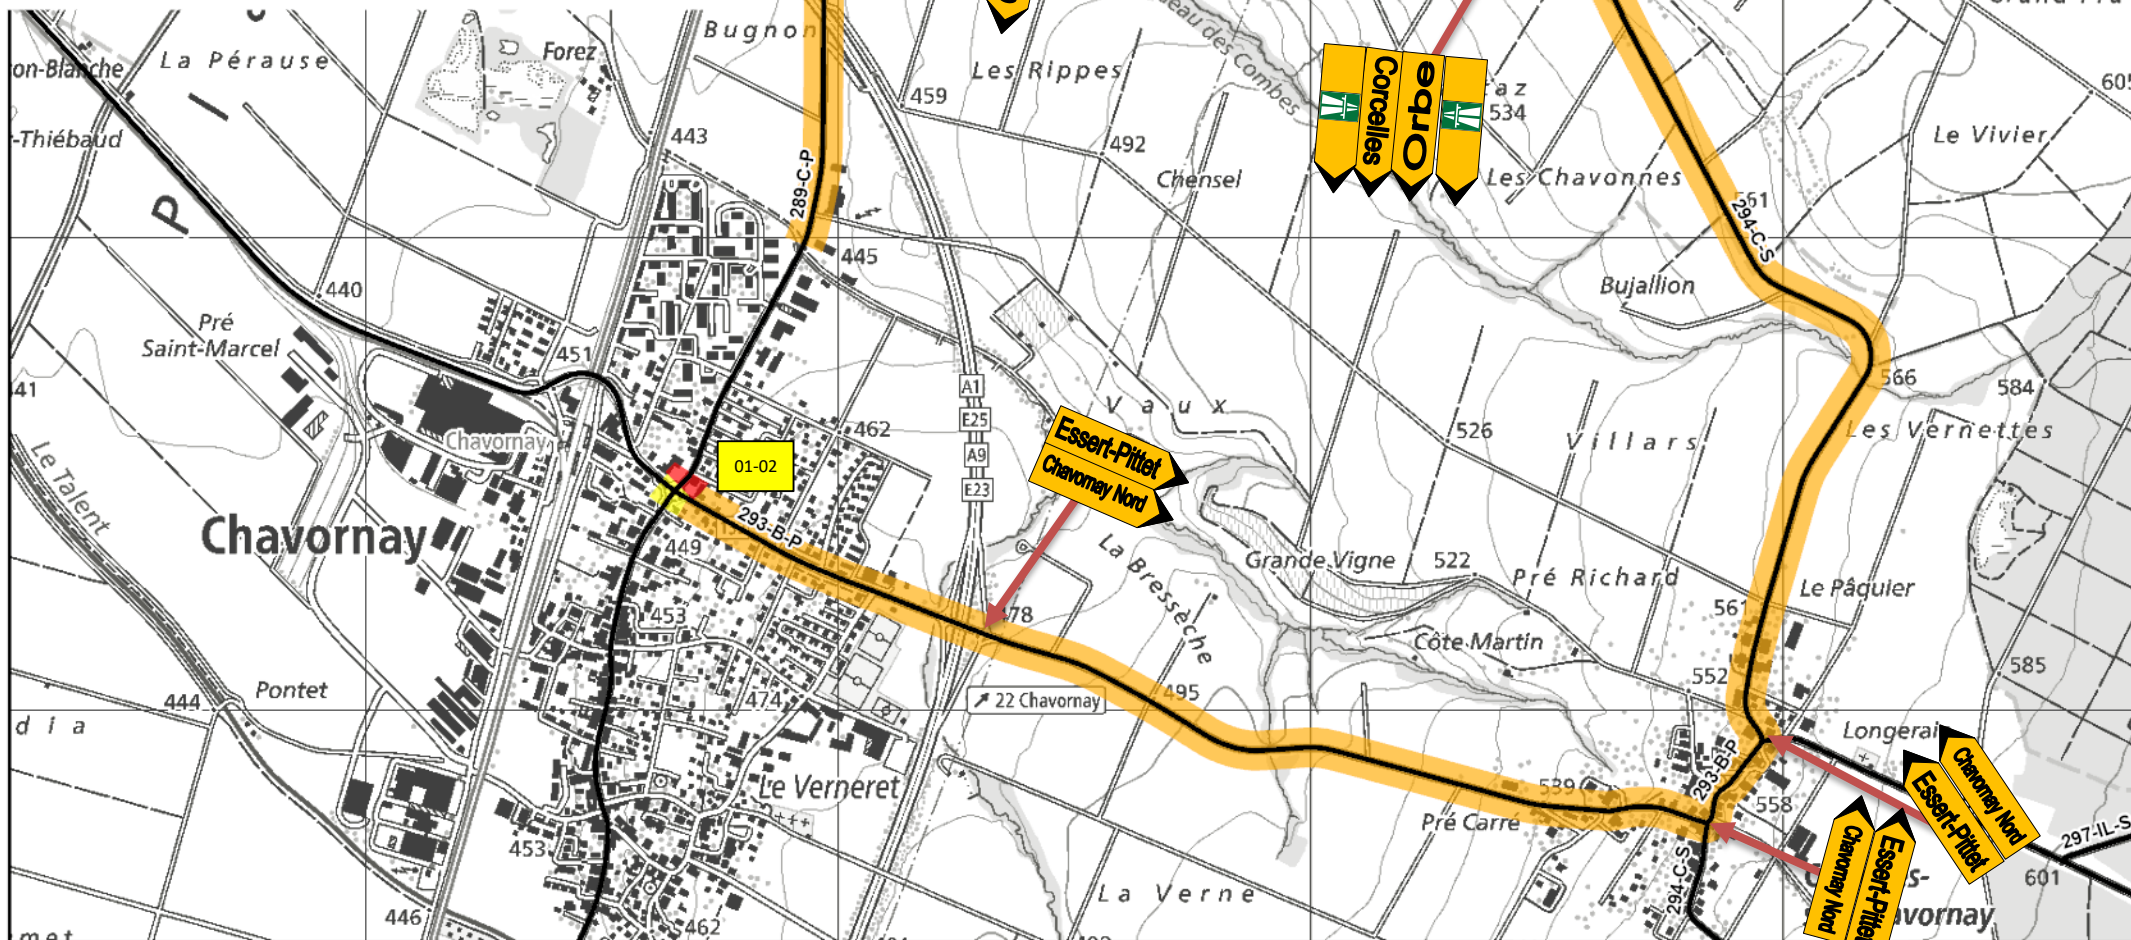 Bugnon
Forez
La Pérause
on-Blanche
-Thiébaud
443
459
Les Rippes
492
Chensel
eau des Combes
Corcelles
Orbe
az
534
Les Chavonnes
Le Vivier
605
561
294-C-S
Bujallion
289-C-P
445
P
440
Pré
Saint-Marcel
451
41
Chavornay
462
01-02
A1
E25
A9
E23
Vaux
Essert-Pittet
Chavornay Nord
526
Villars
566
584
Les Vernettes
Le Talent
Chavornay
293-B-P
449
453
478
La Bressèche
Grande Vigne
522
Pré Richard
561
Le Pâquier
Côte Martin
552
585
Pontet
444
474
495
22 Chavornay
dia
Longerai
Le Verneret
539
Pré Carré
293-B-P
558
Chavornay Nord
Essert-Pittet
Chavornay Nord
Essert-Pittet
297-IL-S
601
294-C-S
s-
avornay
453
446
462
La Verne
met